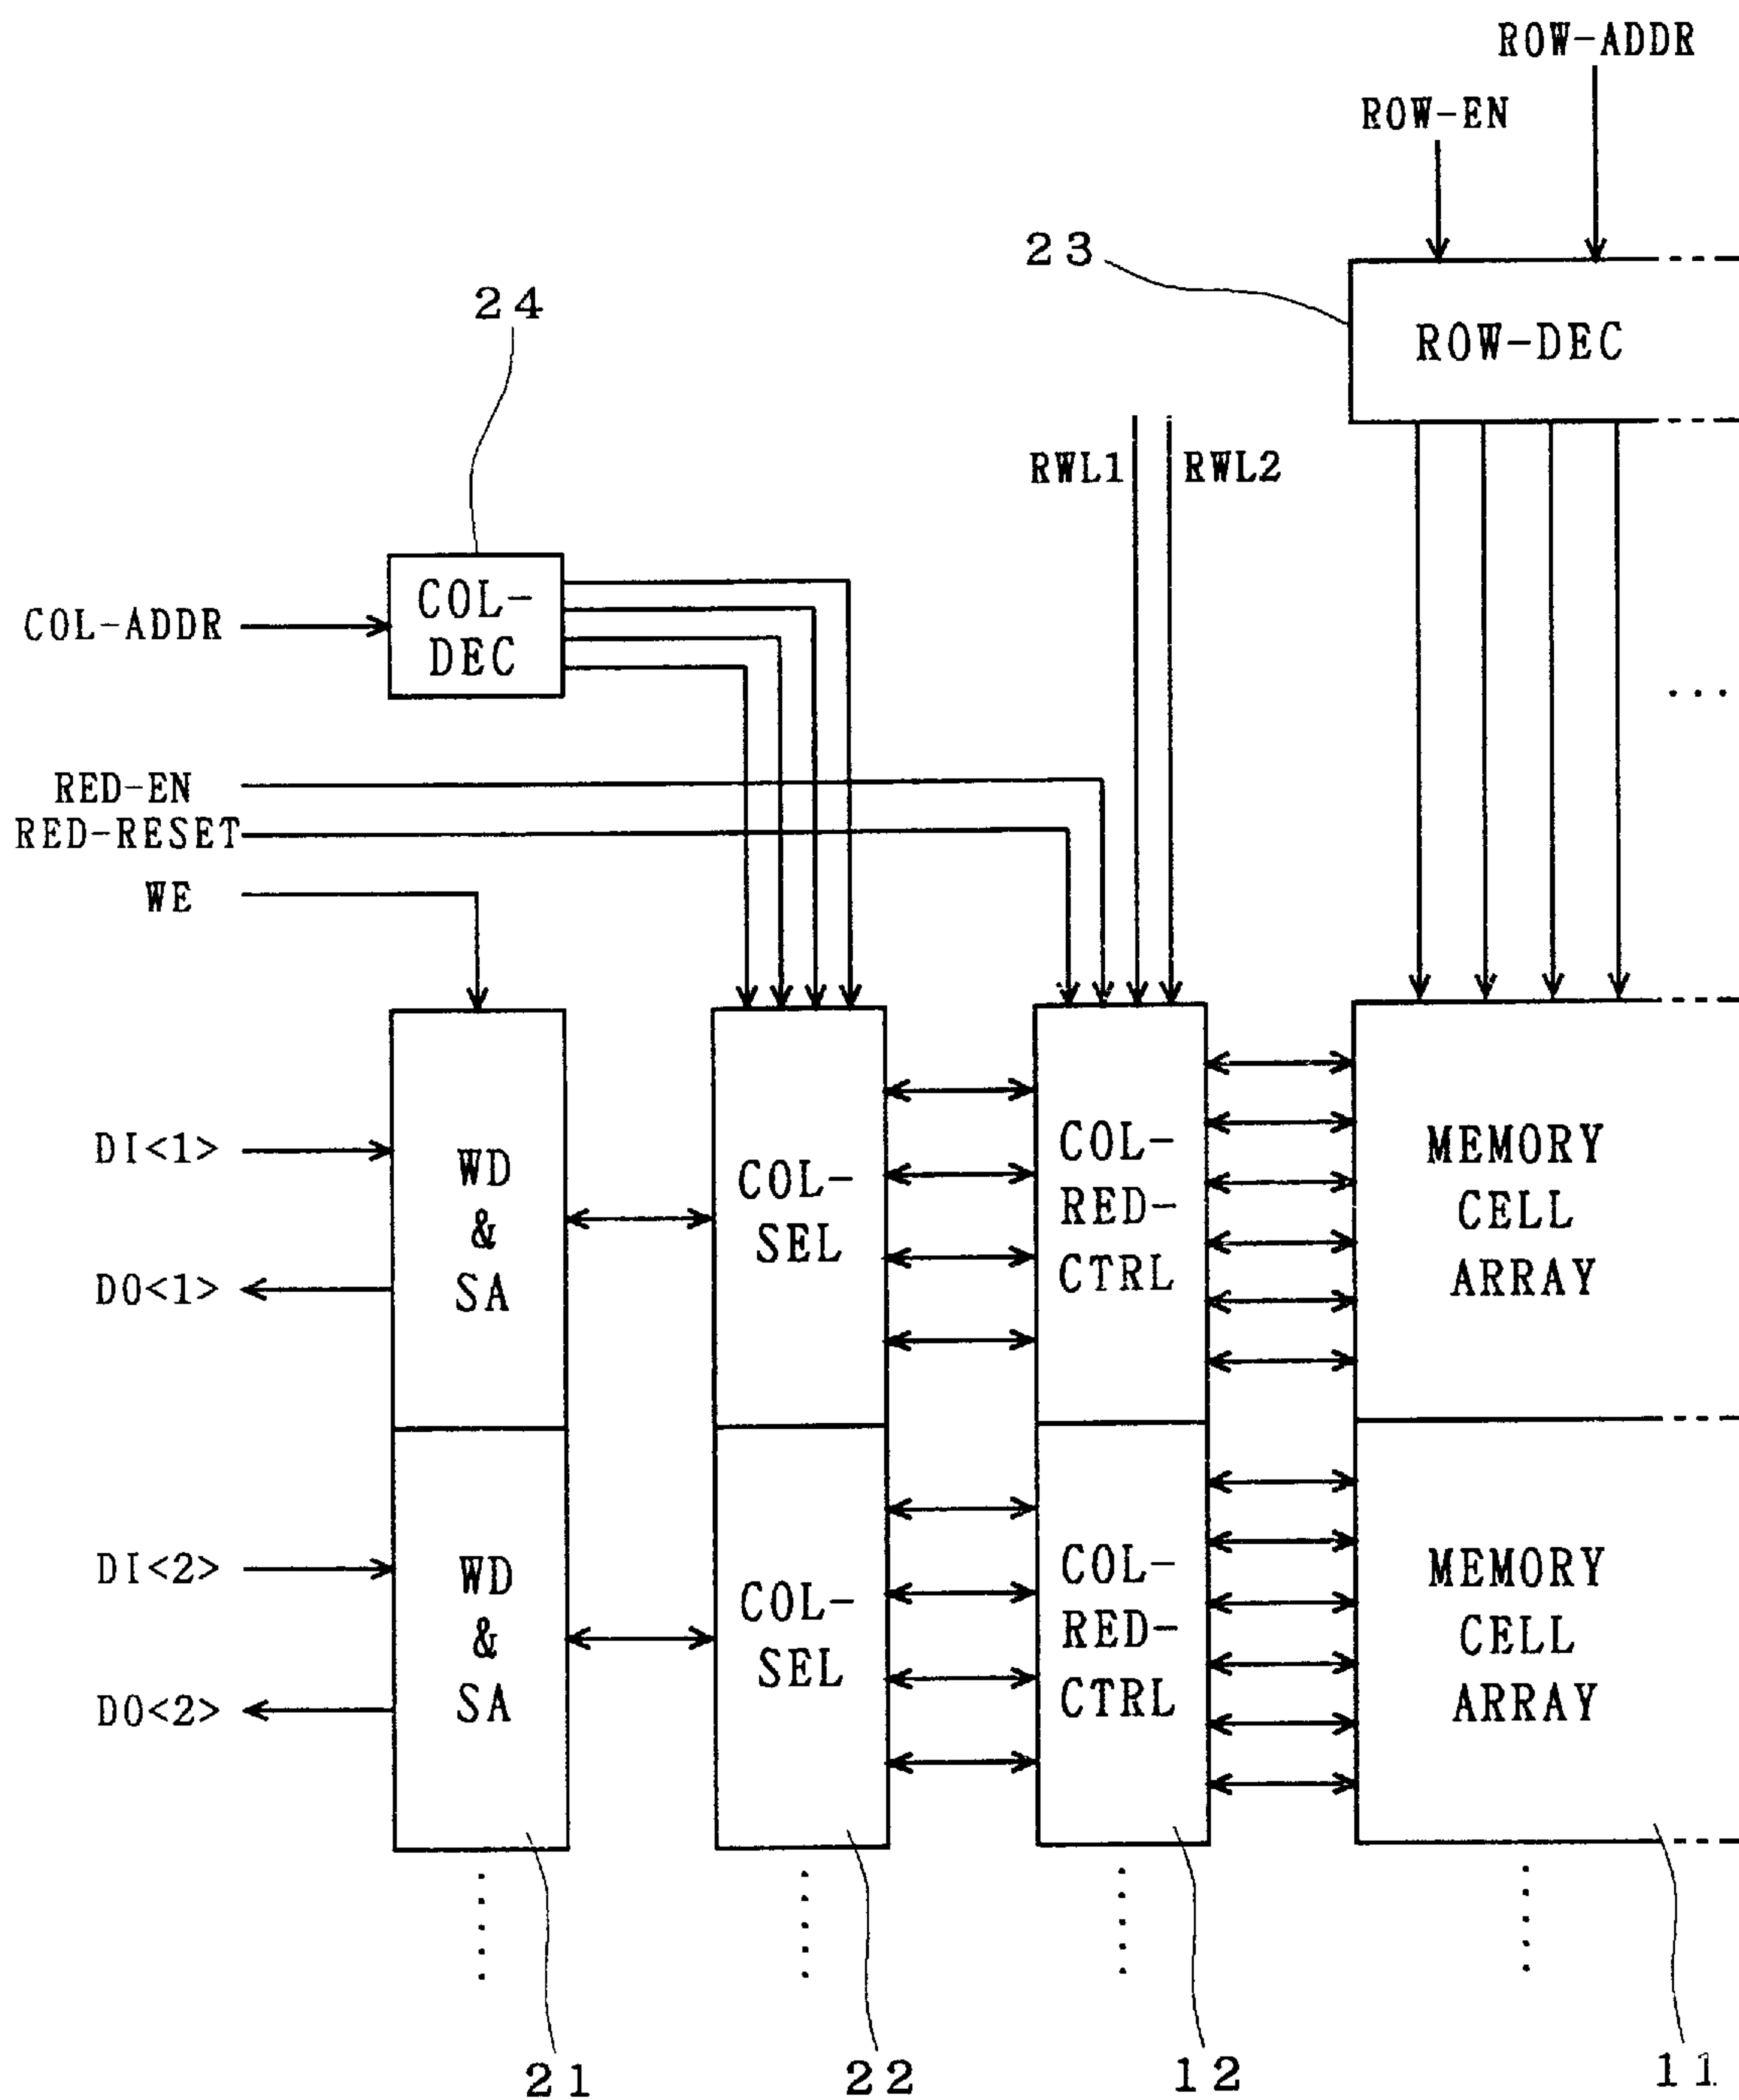 ROW-ADDR
ROW-EN
23
ROW-DEC
24
RWL1
RWL2
COL-
DEC
COL-ADDR
RED-EN
RED-RESET
WE
DI<1>
DO<1>
WD
&
SA
COL-
SEL
COL-
RED-
CTRL
MEMORY
CELL
ARRAY
...
DI<2>
DO<2>
WD
&
SA
COL-
SEL
COL-
RED-
CTRL
MEMORY
CELL
ARRAY
21
22
12
11